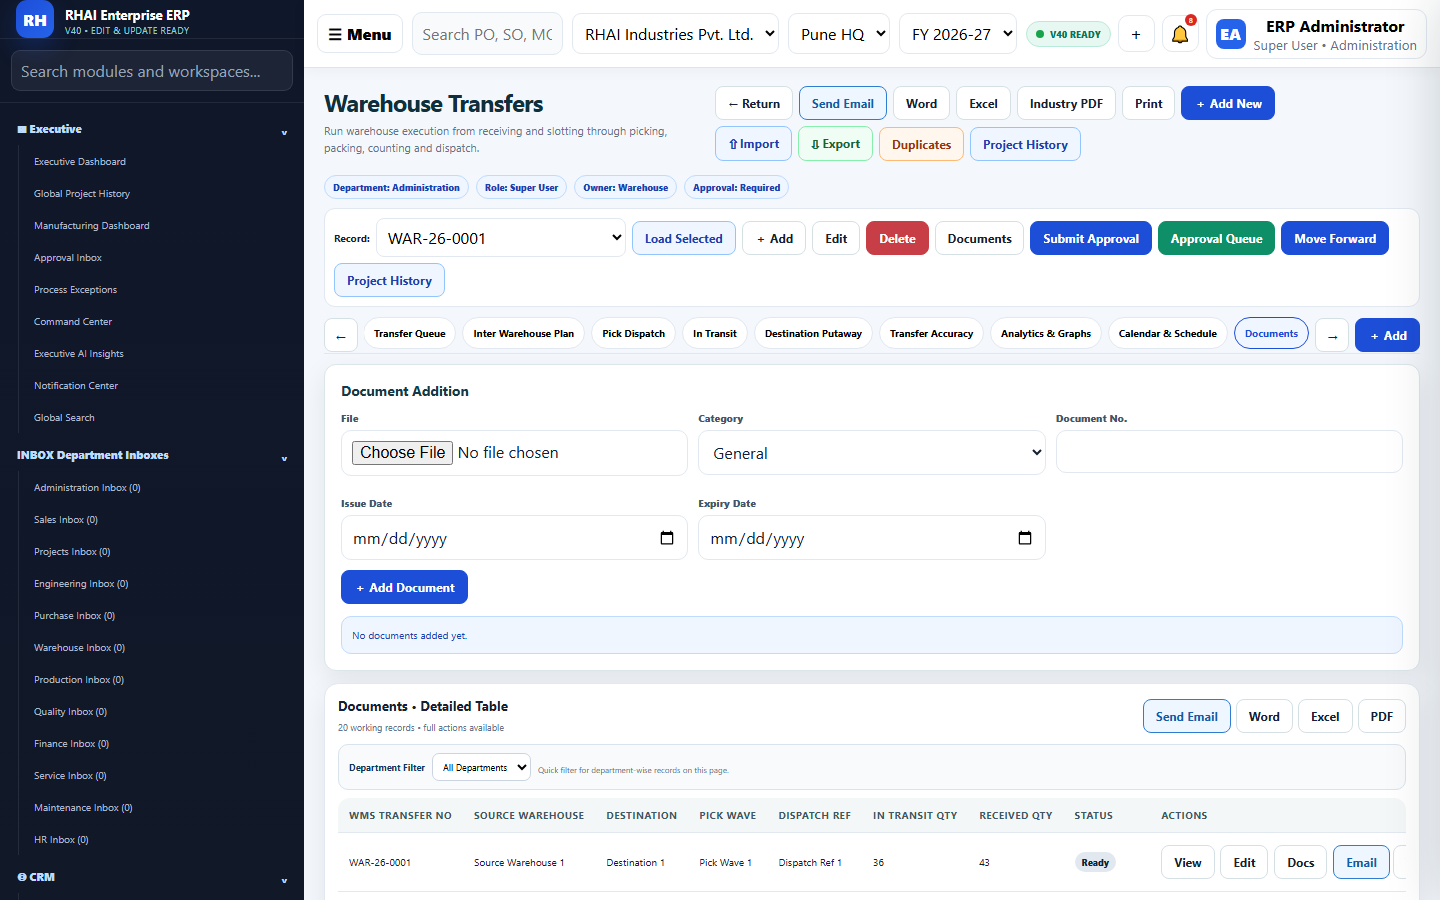 RH
RHAI Enterprise ERP
V40 • EDIT & UPDATE READY
Search modules and workspaces...
Executive
Executive Dashboard
Global Project History
Manufacturing Dashboard
Approval Inbox
Process Exceptions
Command Center
Executive AI Insights
Notification Center
Global Search
INBOX Department Inboxes
Administration Inbox (0)
Sales Inbox (0)
Projects Inbox (0)
Engineering Inbox (0)
Purchase Inbox (0)
Warehouse Inbox (0)
Production Inbox (0)
Quality Inbox (0)
Finance Inbox (0)
Service Inbox (0)
Maintenance Inbox (0)
HR Inbox (0)
CRM
☰ Menu
Search PO, SO, MO
RHAI Industries Pvt. Ltd.
Pune HQ
FY 2026-27
V40 READY
+
8
EA
ERP Administrator
Super User • Administration
Warehouse Transfers
Run warehouse execution from receiving and slotting through picking,
packing, counting and dispatch.
← Return
Send Email
Word
Excel
Industry PDF
Print
+ Add New
⇧ Import
⇩ Export
Duplicates
Project History
Department: Administration
Role: Super User
Owner: Warehouse
Approval: Required
Record:
WAR-26-0001
Load Selected
+ Add
Edit
Delete
Documents
Submit Approval
Approval Queue
Move Forward
Project History
←
Transfer Queue
Inter Warehouse Plan
Pick Dispatch
In Transit
Destination Putaway
Transfer Accuracy
Analytics & Graphs
Calendar & Schedule
Documents
→
+ Add
Document Addition
File
Category
Document No.
Choose File No file chosen
General
Issue Date
Expiry Date
mm/dd/yyyy
mm/dd/yyyy
+ Add Document
No documents added yet.
Documents • Detailed Table
20 working records • full actions available
Send Email
Word
Excel
PDF
Department Filter
All Departments
Quick filter for department-wise records on this page.
WMS TRANSFER NO SOURCE WAREHOUSE DESTINATION PICK WAVE DISPATCH REF IN TRANSIT QTY RECEIVED QTY STATUS ACTIONS
WAR-26-0001 Source Warehouse 1 Destination 1 Pick Wave 1 Dispatch Ref 1 36 43 Ready View Edit Docs Email